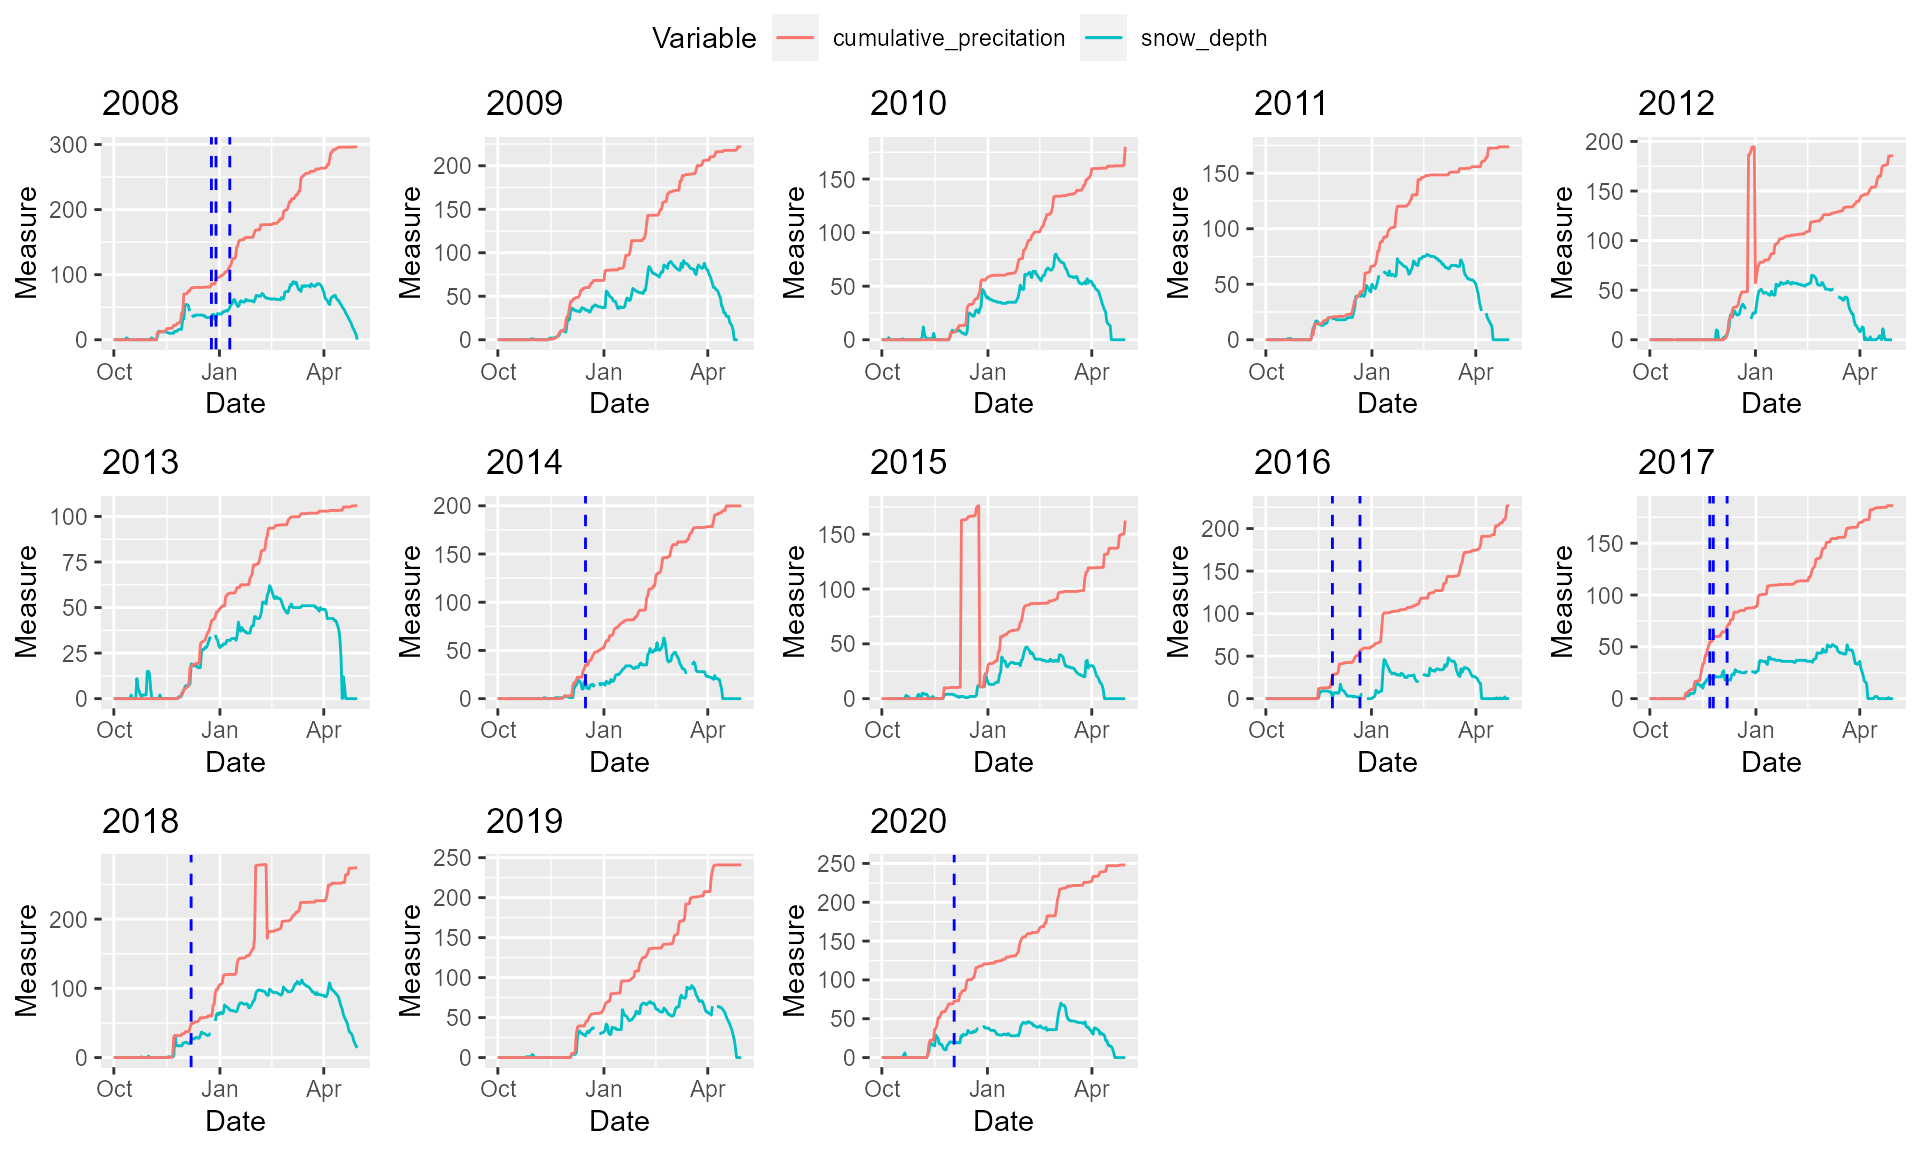 Variable cumulative_precitation snow_depth
2008 2009 2010 2011 2012
Measure 300 200 100 0 Oct Jan Apr Date
Measure 200 150 100 50 0 Oct Jan Apr Date
Measure 150 100 50 0 Oct Jan Apr Date
Measure 150 100 50 0 Oct Jan Apr Date
Measure 200 150 100 50 0 Oct Jan Apr Date
2013 2014 2015 2016 2017
Measure 100 75 50 25 0 Oct Jan Apr Date
Measure 200 150 100 50 0 Oct Jan Apr Date
Measure 150 100 50 0 Oct Jan Apr Date
Measure 200 150 100 50 0 Oct Jan Apr Date
Measure 150 100 50 0 Oct Jan Apr Date
2018 2019 2020
Measure 200 100 0 Oct Jan Apr Date
Measure 250 200 150 100 50 0 Oct Jan Apr Date
Measure 250 200 150 100 50 0 Oct Jan Apr Date